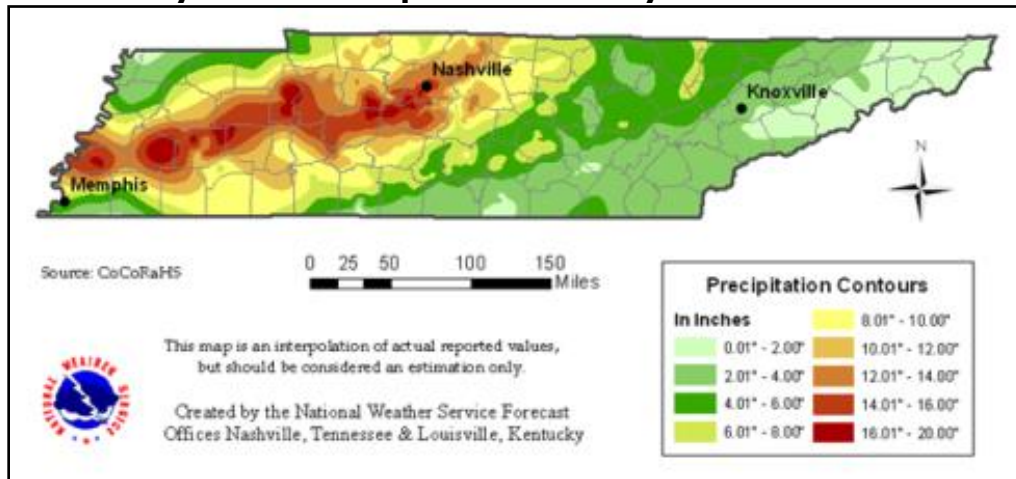 Nashville
Knoxville
Memphis
N
Source: CoCoRaHS
0 25 50 100 150
Miles
This map is an interpolation of actual reported values,
but should be considered an estimation only.
Created by the National Weather Service Forecast
Offices Nashville, Tennessee & Louisville, Kentucky
NATIONAL WEATHER SERVICE
Precipitation Contours
In Inches
0.01" - 2.00"
2.01" - 4.00"
4.01" - 6.00"
6.01" - 8.00"
8.01" - 10.00"
10.01" - 12.00"
12.01" - 14.00"
14.01" - 16.00"
16.01" - 20.00"